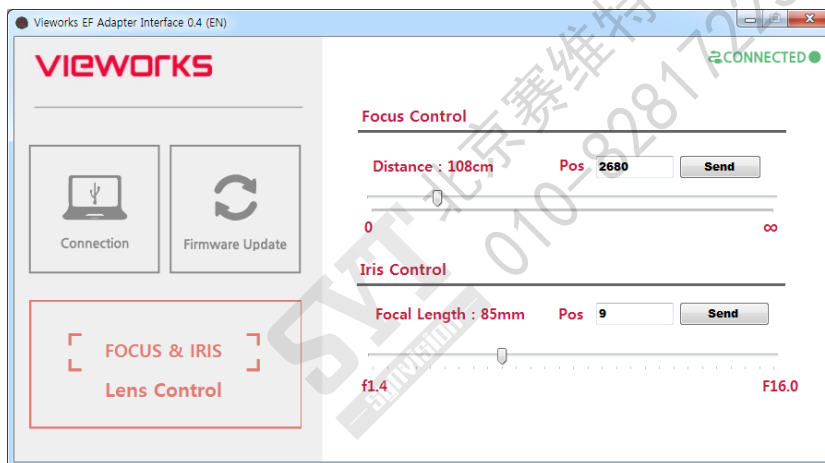 Vieworks EF Adapter Interface 0.4 (EN)
VIEWORKS
CONNECTED
Connection
Firmware Update
FOCUS & IRIS
Lens Control
Focus Control
Distance : 108cm
Pos 2680 Send
0 ∞
Iris Control
Focal Length : 85mm
Pos 9 Send
f1.4 F16.0
SVT 北京赛维特
sunvision 010-8281722